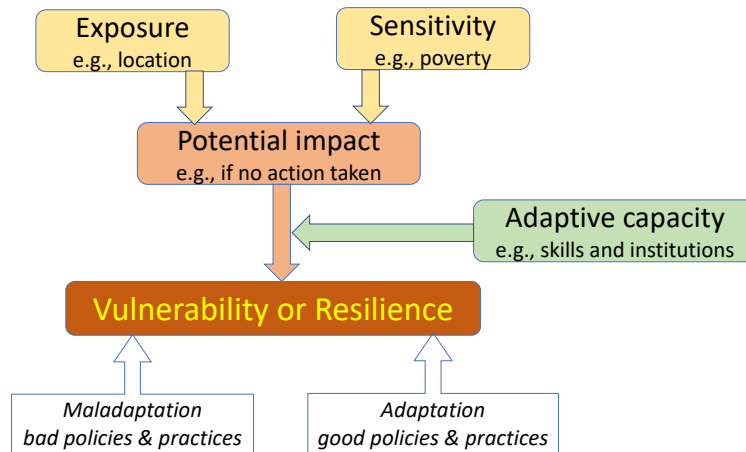 Exposure
e.g., location
Sensitivity
e.g., poverty
Potential impact
e.g., if no action taken
Adaptive capacity
e.g., skills and institutions
Vulnerability or Resilience
Maladaptation
bad policies & practices
Adaptation
good policies & practices